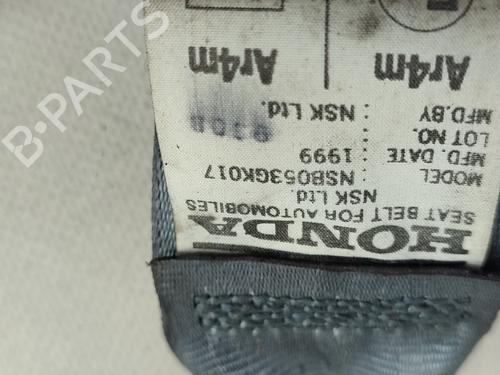 HONDA
SEAT BELT FOR AUTOMOBILES
NSK Ltd.
MODEL : NSB053GK017
MFD. DATE : 1999
LOT NO. :
MFD.BY : NSK Ltd.
Ar4m Ar4m
B-PARTS